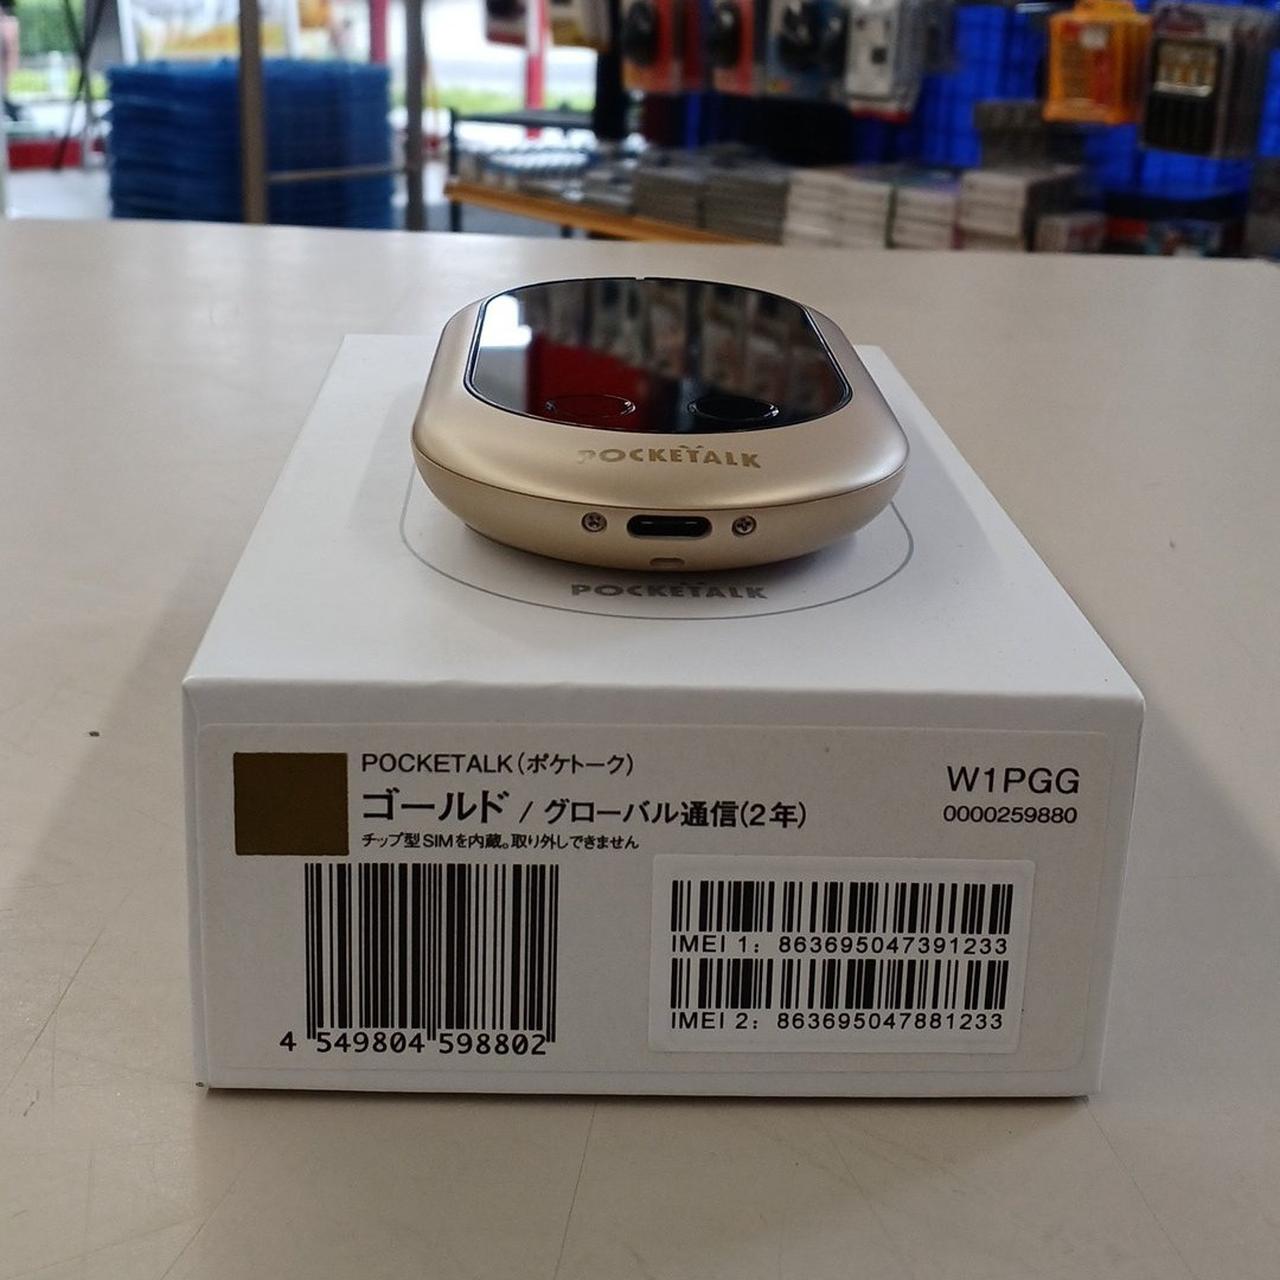 POCKETALK
POCKETALK
POCKETALK（ポケトーク）
ゴールド / グローバル通信(2年)
チップ型SIMを内蔵。取り外しできません
W1PGG
0000259880
4 549804 598802
IMEI 1: 863695047391233
IMEI 2: 863695047881233